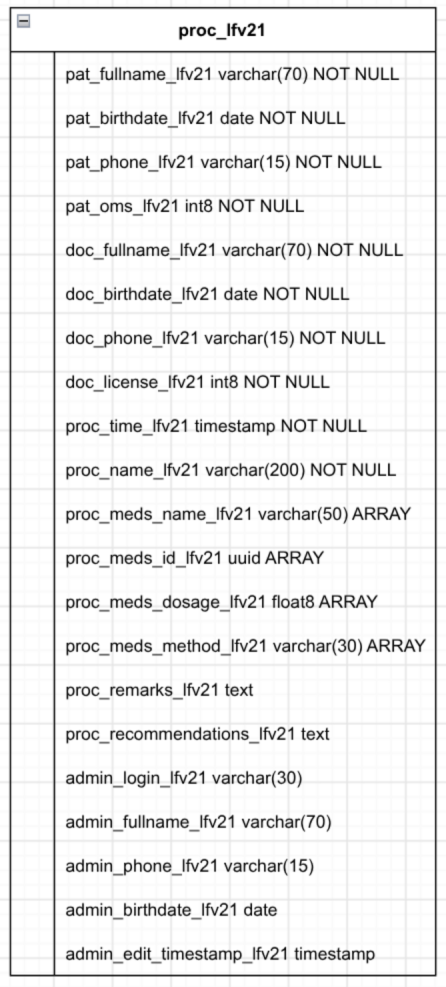 proc_lfv21
pat_fullname_lfv21 varchar(70) NOT NULL
pat_birthdate_lfv21 date NOT NULL
pat_phone_lfv21 varchar(15) NOT NULL
pat_oms_lfv21 int8 NOT NULL
doc_fullname_lfv21 varchar(70) NOT NULL
doc_birthdate_lfv21 date NOT NULL
doc_phone_lfv21 varchar(15) NOT NULL
doc_license_lfv21 int8 NOT NULL
proc_time_lfv21 timestamp NOT NULL
proc_name_lfv21 varchar(200) NOT NULL
proc_meds_name_lfv21 varchar(50) ARRAY
proc_meds_id_lfv21 uuid ARRAY
proc_meds_dosage_lfv21 float8 ARRAY
proc_meds_method_lfv21 varchar(30) ARRAY
proc_remarks_lfv21 text
proc_recommendations_lfv21 text
admin_login_lfv21 varchar(30)
admin_fullname_lfv21 varchar(70)
admin_phone_lfv21 varchar(15)
admin_birthdate_lfv21 date
admin_edit_timestamp_lfv21 timestamp